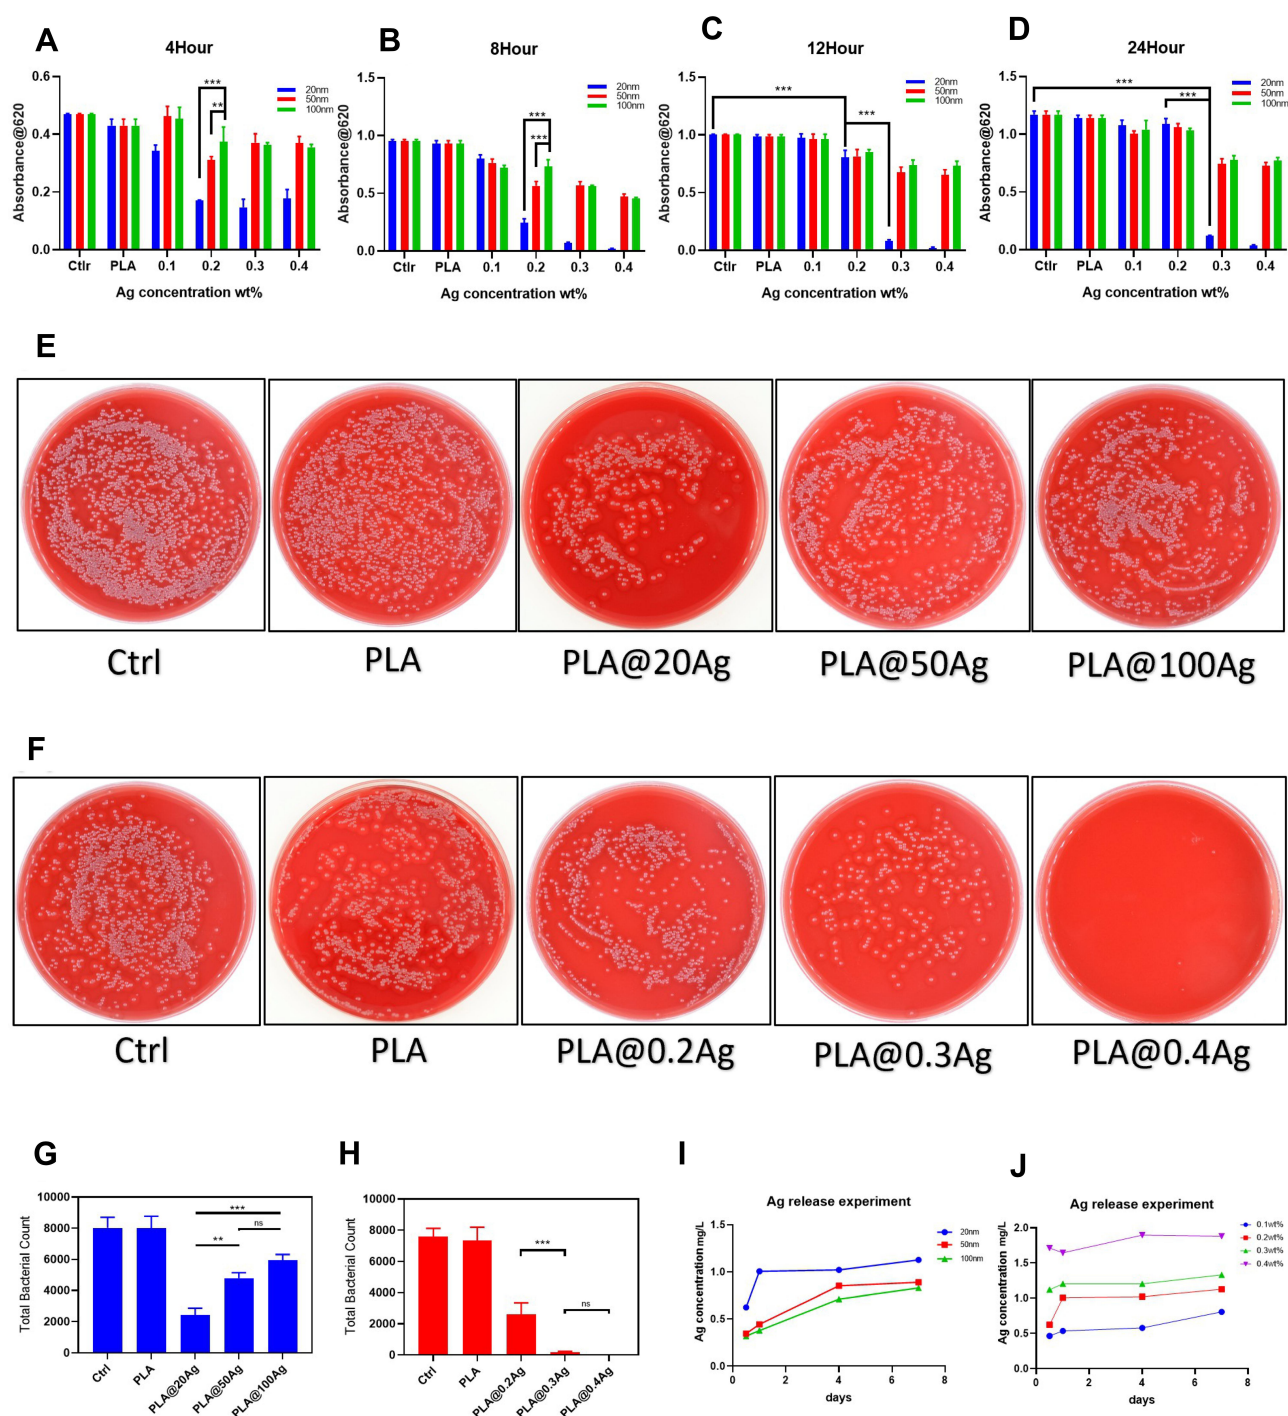 A
4Hour
0.6
0.4
0.2
0.0
Absorbance@620
***
**
20nm
50nm
100nm
Ctlr PLA 0.1 0.2 0.3 0.4
Ag concentration wt%
B
8Hour
1.5
1.0
0.5
0.0
Absorbance@620
***
***
20nm
50nm
100nm
Ctlr PLA 0.1 0.2 0.3 0.4
Ag concentration wt%
C
12Hour
1.5
1.0
0.5
0.0
Absorbance@620
***
***
20nm
50nm
100nm
Ctlr PLA 0.1 0.2 0.3 0.4
Ag concentration wt%
D
24Hour
1.5
1.0
0.5
0.0
Absorbance@620
***
***
20nm
50nm
100nm
Ctlr PLA 0.1 0.2 0.3 0.4
Ag concentration wt%
E
Ctrl
PLA
PLA@20Ag
PLA@50Ag
PLA@100Ag
F
Ctrl
PLA
PLA@0.2Ag
PLA@0.3Ag
PLA@0.4Ag
G
10000
8000
6000
4000
2000
0
Total Bacterial Count
***
ns
**
Ctrl
PLA
PLA@20Ag
PLA@50Ag
PLA@100Ag
H
10000
8000
6000
4000
2000
0
Total Bacterial Count
***
ns
Ctrl
PLA
PLA@0.2Ag
PLA@0.3Ag
PLA@0.4Ag
I
Ag release experiment
1.5
1.0
0.5
0.0
Ag concentration mg/L
20nm
50nm
100nm
0 2 4 6 8
days
J
Ag release experiment
2.0
1.5
1.0
0.5
0.0
Ag concentration mg/L
0.1wt%
0.2wt%
0.3wt%
0.4wt%
0 2 4 6 8
days